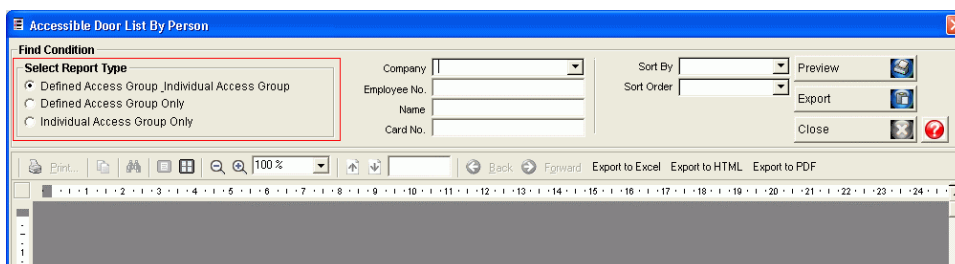 Accessible Door List By Person
Find Condition
Select Report Type
Defined Access Group_Individual Access Group
Defined Access Group Only
Individual Access Group Only
Company
Employee No.
Name
Card No.
Sort By
Sort Order
Preview
Export
Close
Print... 100 % Back Forward Export to Excel Export to HTML Export to PDF
1 2 3 4 5 6 7 8 9 10 11 12 13 14 15 16 17 18 19 20 21 22 23 24
1